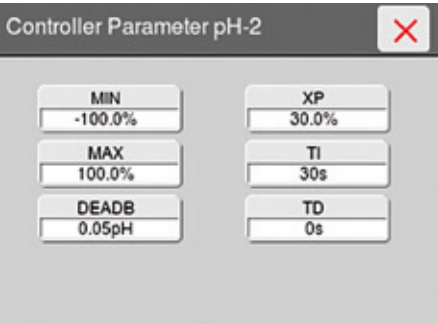 Controller Parameter pH-2
MIN
-100.0%
XP
30.0%
MAX
100.0%
TI
30s
DEADB
0.05pH
TD
0s